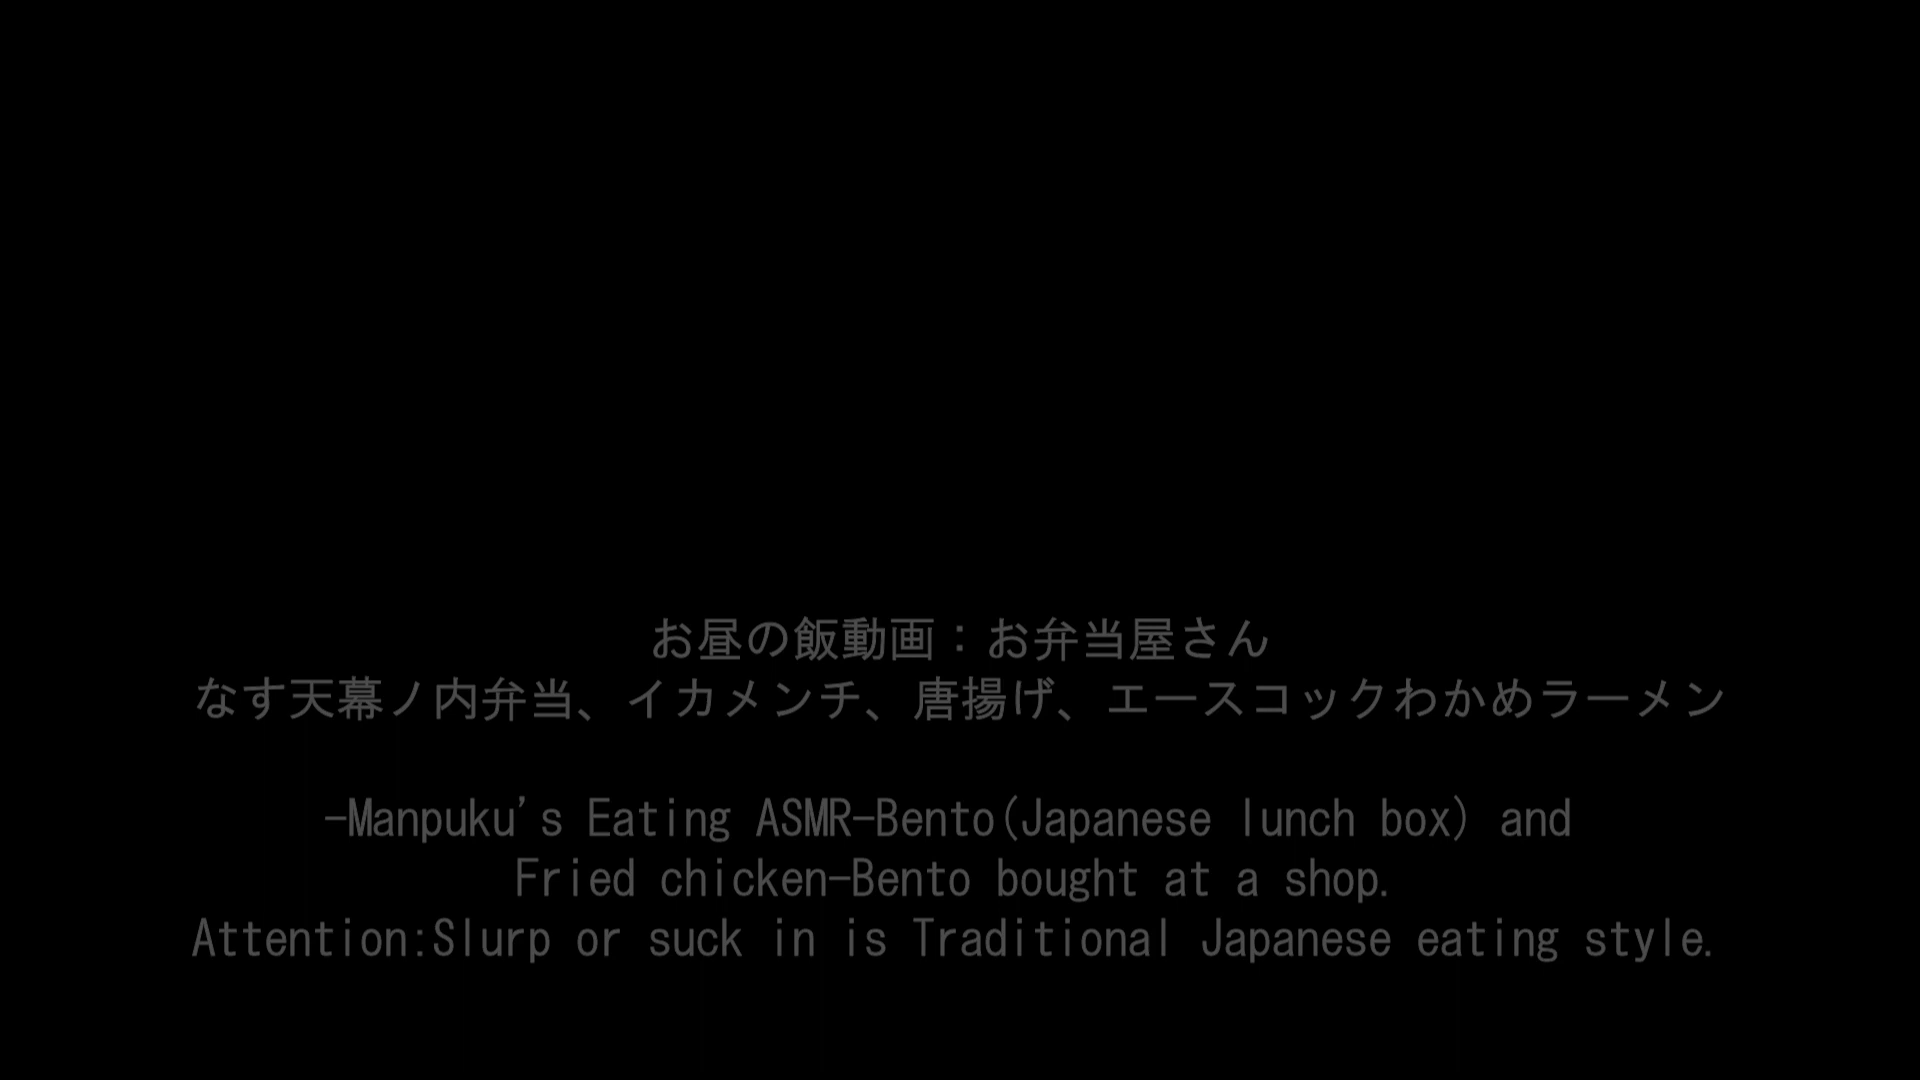 お昼の飯動画：お弁当屋さん
なす天幕ノ内弁当、イカメンチ、唐揚げ、エースコックわかめラーメン
-Manpuku's Eating ASMR-Bento(Japanese lunch box) and
Fried chicken-Bento bought at a shop.
Attention:Slurp or suck in is Traditional Japanese eating style.